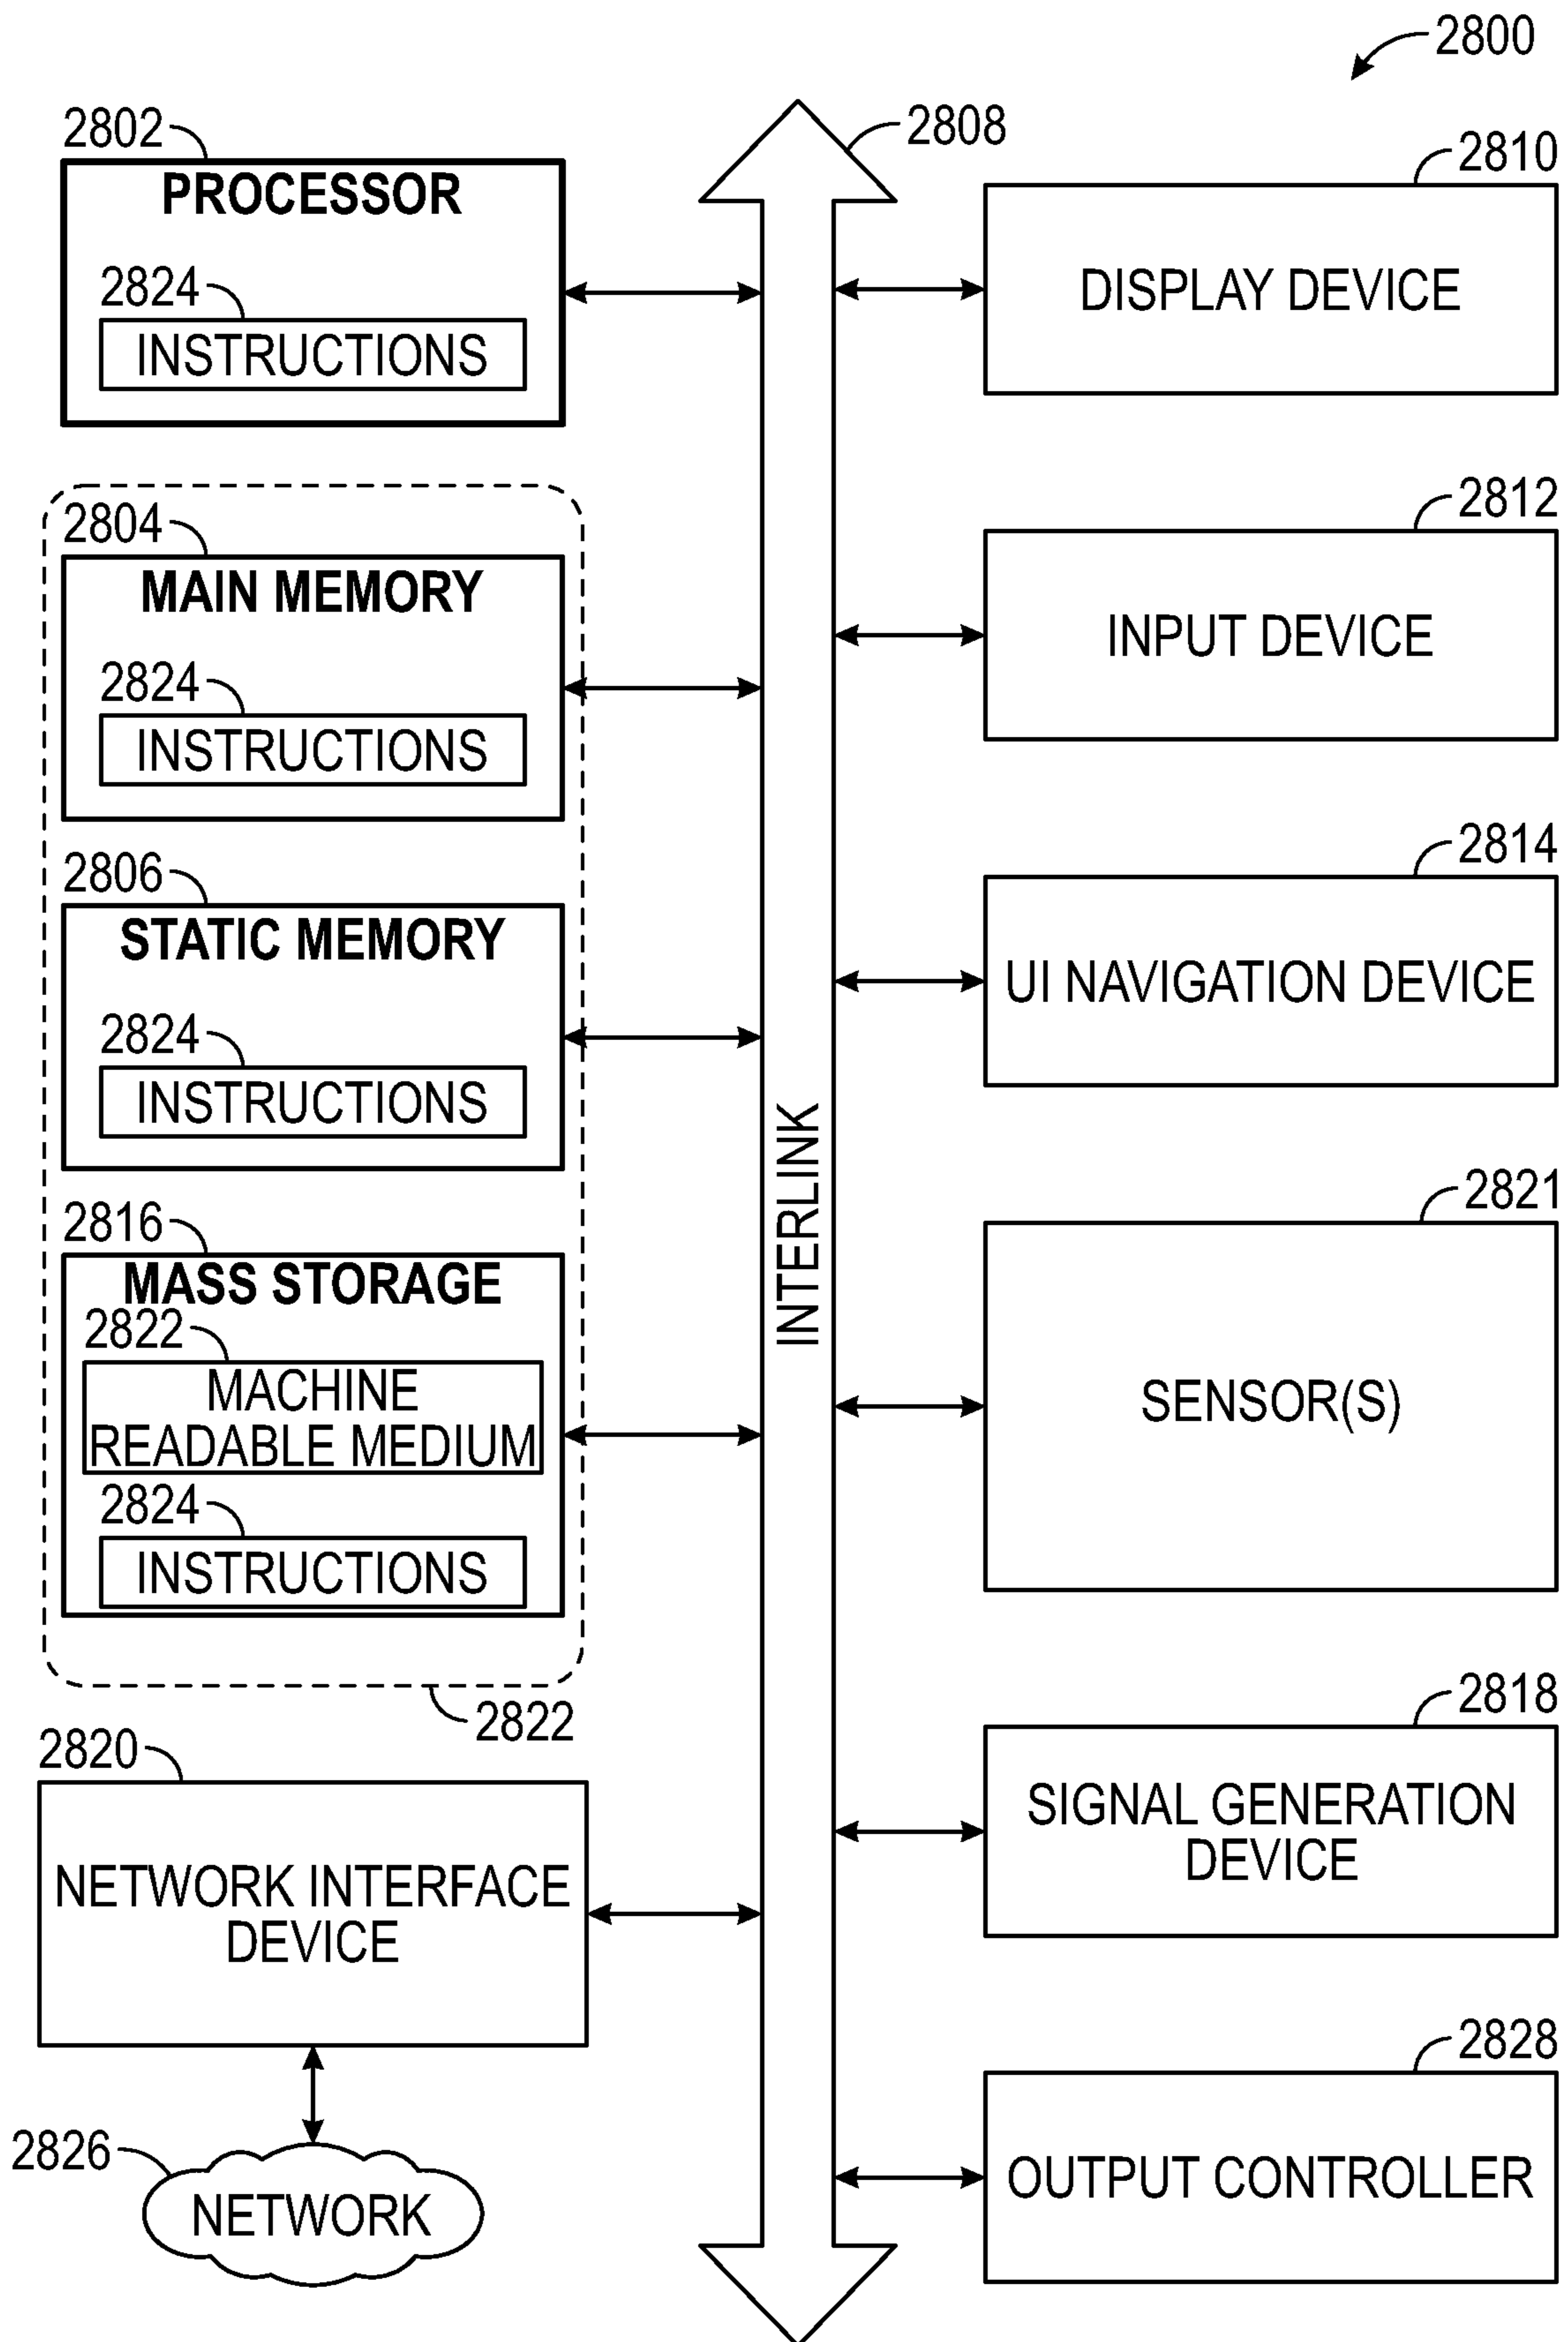 2800
2802
PROCESSOR
2824
INSTRUCTIONS
2804
MAIN MEMORY
2824
INSTRUCTIONS
2806
STATIC MEMORY
2824
INSTRUCTIONS
2816
MASS STORAGE
2822
MACHINE
READABLE MEDIUM
2824
INSTRUCTIONS
2822
2820
NETWORK INTERFACE
DEVICE
2826
NETWORK
2808
INTERLINK
2810
DISPLAY DEVICE
2812
INPUT DEVICE
2814
UI NAVIGATION DEVICE
2821
SENSOR(S)
2818
SIGNAL GENERATION
DEVICE
2828
OUTPUT CONTROLLER